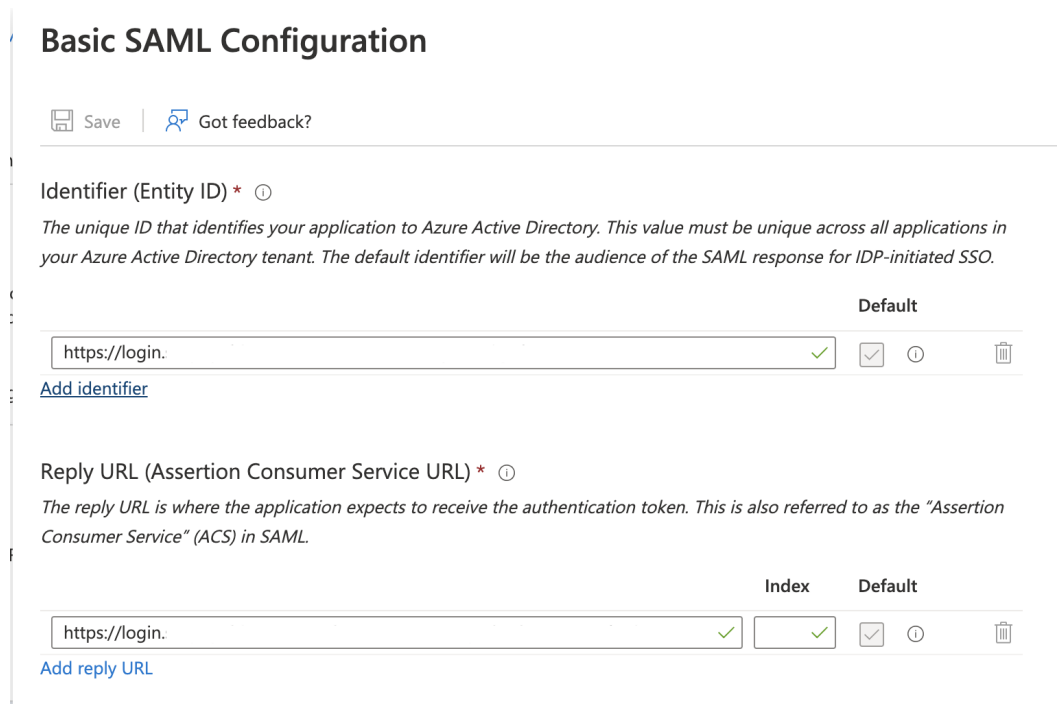 Basic SAML Configuration
Save
Got feedback?
Identifier (Entity ID) *
The unique ID that identifies your application to Azure Active Directory. This value must be unique across all applications in
your Azure Active Directory tenant. The default identifier will be the audience of the SAML response for IDP-initiated SSO.
Default
https://login.
Add identifier
Reply URL (Assertion Consumer Service URL) *
The reply URL is where the application expects to receive the authentication token. This is also referred to as the “Assertion
Consumer Service” (ACS) in SAML.
Index Default
https://login.
Add reply URL